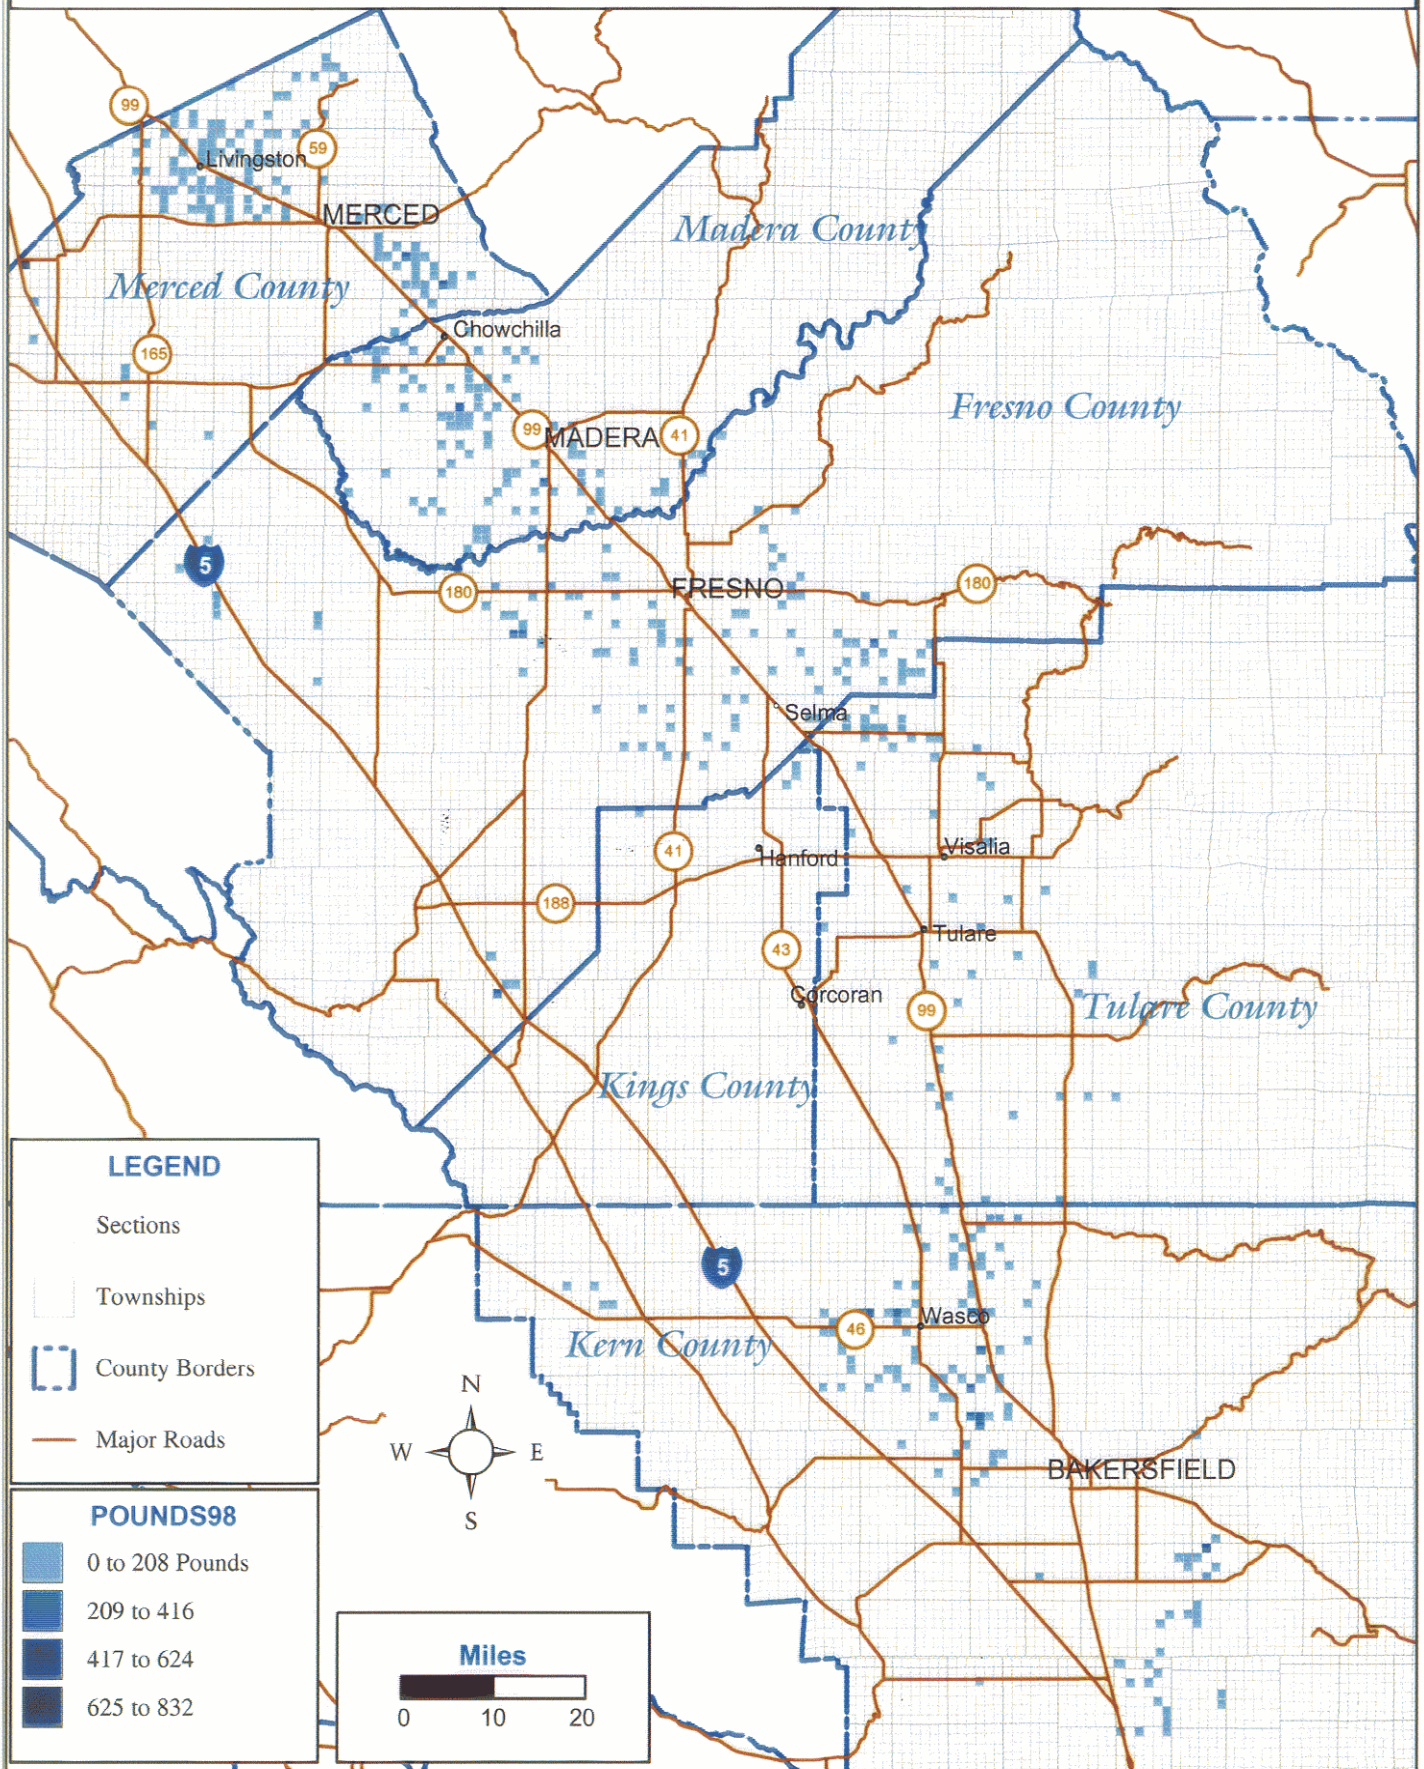 99
Livingston
59
MERCED
Madera County
Merced County
Chowchilla
165
Fresno County
99
MADERA
41
5
180
FRESNO
180
Selma
41
Hanford
Visalia
188
Tulare
43
Corcoran
99
Tulare County
Kings County
LEGEND
Sections
Townships
County Borders
Major Roads
5
Wasco
46
Kern County
N
W
E
S
BAKERSFIELD
POUNDS98
0 to 208 Pounds
209 to 416
417 to 624
625 to 832
Miles
0 10 20